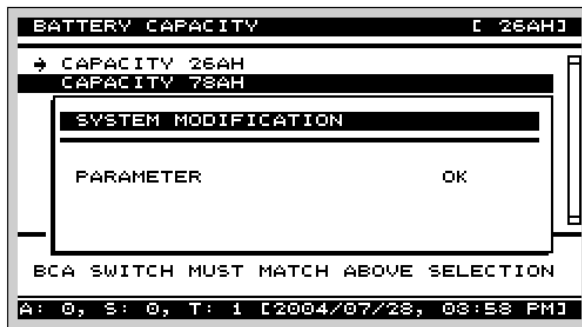 BATTERY CAPACITY [ 26AH]
→ CAPACITY 26AH
CAPACITY 78AH
SYSTEM MODIFICATION
PARAMETER OK
BCA SWITCH MUST MATCH ABOVE SELECTION
A: 0, S: 0, T: 1 [2004/07/28, 03:58 PM]